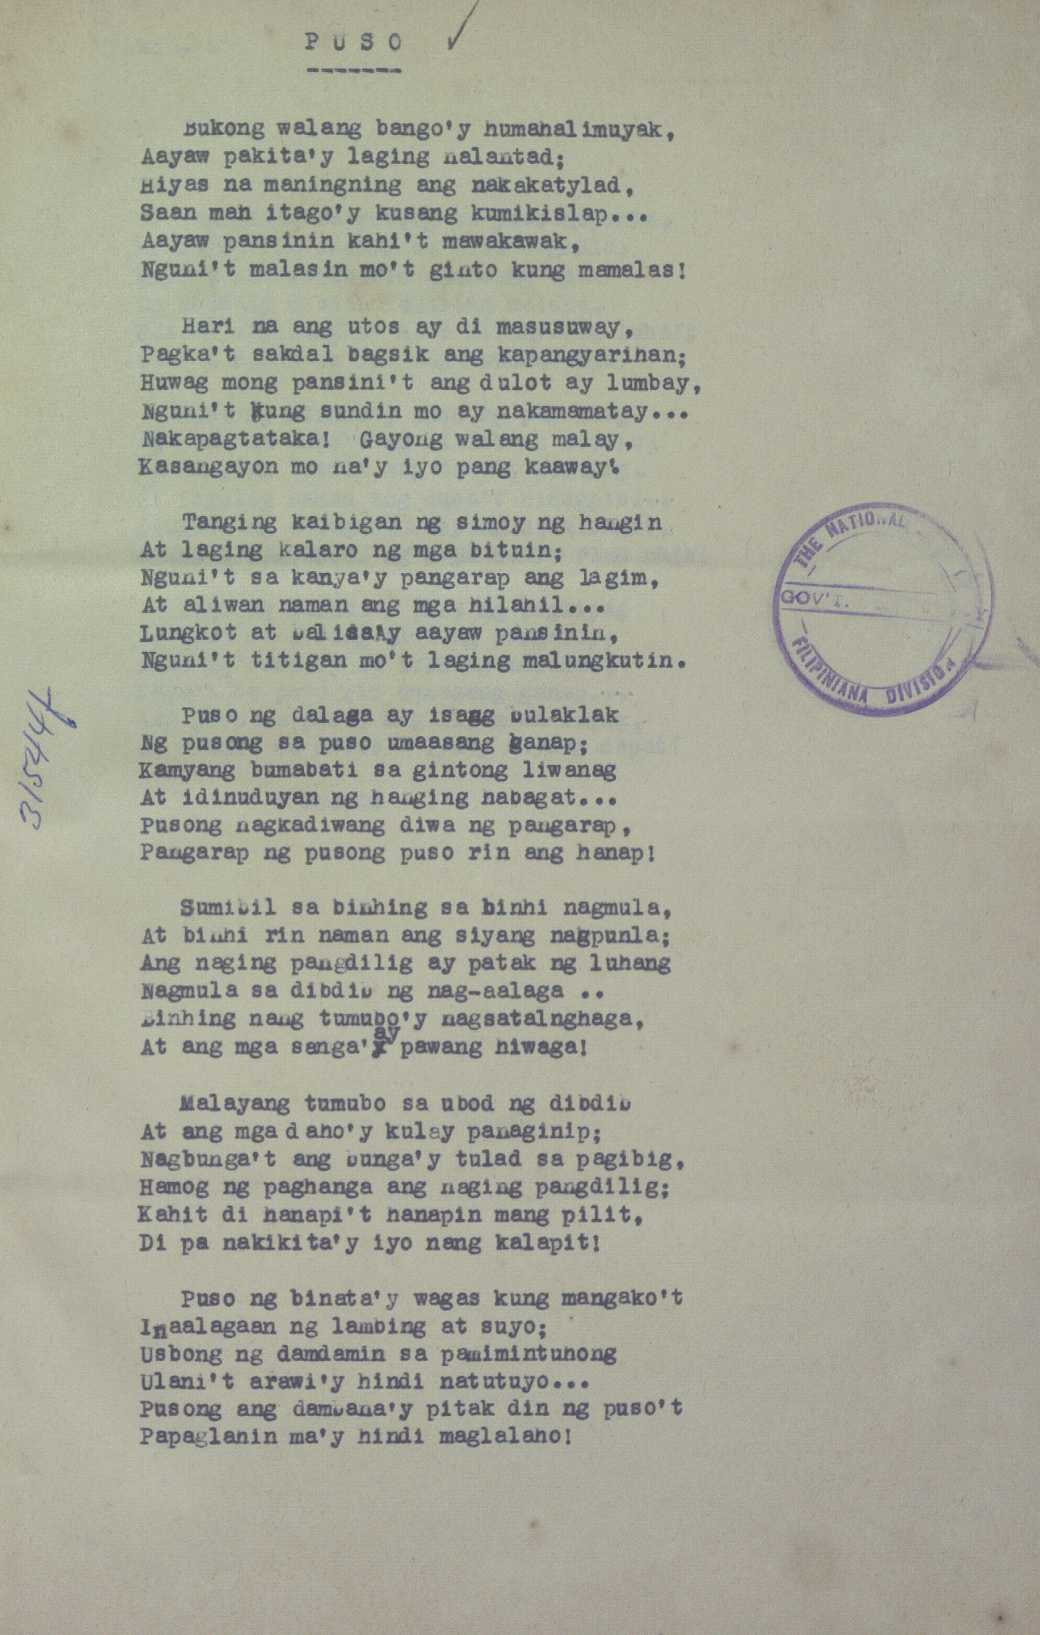 P U S O
Bukong walang bango'y humahalimuyak,
Aayaw pakita'y laging nalantad;
Hiyas na maningning ang nakakatylad,
Saan man itago'y kusang kumikislap...
Aayaw pansinin kahi't mawakawak,
Nguni't malasin mo't ginto kung mamalas!
Hari na ang utos ay di masusuway,
Pagka't sakdal bagsik ang kapangyarihan;
Huwag mong pansini't ang dulot ay lumbay,
Nguni't kung sundin mo ay nakamamatay...
Nakapagtataka! Gayong walang malay,
Kasangayon mo na'y iyo pang kaaway!
Tanging kaibigan ng simoy ng hangin
At laging kalaro ng mga bituin;
Nguni't sa kanya'y pangarap ang lagim,
At aliwan naman ang mga hilahil...
Lungkot at balisa'y aayaw pansinin,
Nguni't titigan mo't laging malungkutin.
Puso ng dalaga ay isang bulaklak
Ng pusong sa puso umaasang ganap;
Kamyang bumabati sa gintong liwanag
At idinuduyan ng hanging habagat...
Pusong nagkadiwang diwa ng pangarap,
Pangarap ng pusong puso rin ang hanap!
Sumibil sa binhing sa binhi nagmula,
At binhi rin naman ang siyang nagpunla;
Ang naging pangdilig ay patak ng luhang
Nagmula sa dibdib ng nag-aalaga ..
Binhing nang tumubo'y nagsatalnghaga,
At ang mga sanga'y ay pawang hiwaga!
Malayang tumubo sa ubod ng dibdib
At ang mga daho'y kulay panaginip;
Nagbunga't ang bunga'y tulad sa pagibig,
Hamog ng paghanga ang naging pangdilig;
Kahit di hanapi't hanapin mang pilit,
Di pa nakikita'y iyo nang kalapit!
Puso ng binata'y wagas kung mangako't
Inaalagaan ng lambing at suyo;
Usbong ng damdamin sa pamimintuhong
Ulani't arawi'y hindi natutuyo...
Pusong ang dambana'y pitak din ng puso't
Papaglahin ma'y hindi maglalaho!
THE NATIONAL
GOV'T.
FILIPINIANA DIVISION